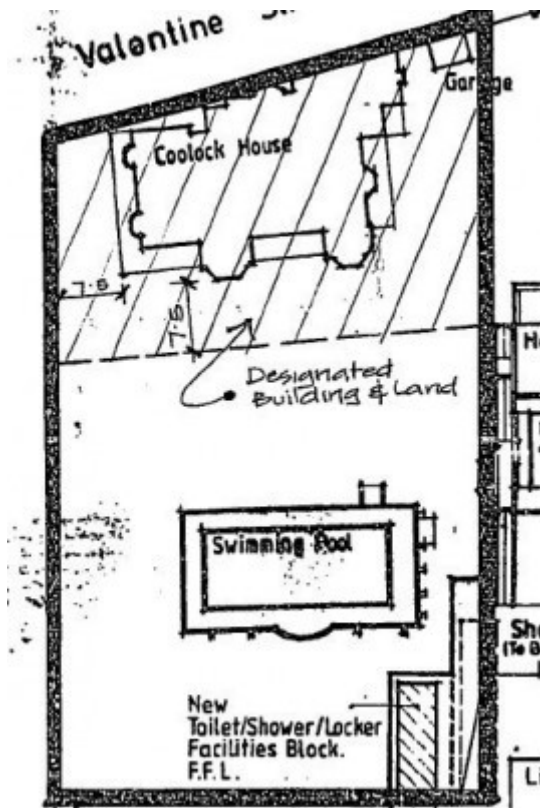 Valentine
Garage
Coolock House
7.5
7.5
Designated
Building & Land
Swimming Pool
New
Toilet/Shower/Locker
Facilities Block.
F.F.L.